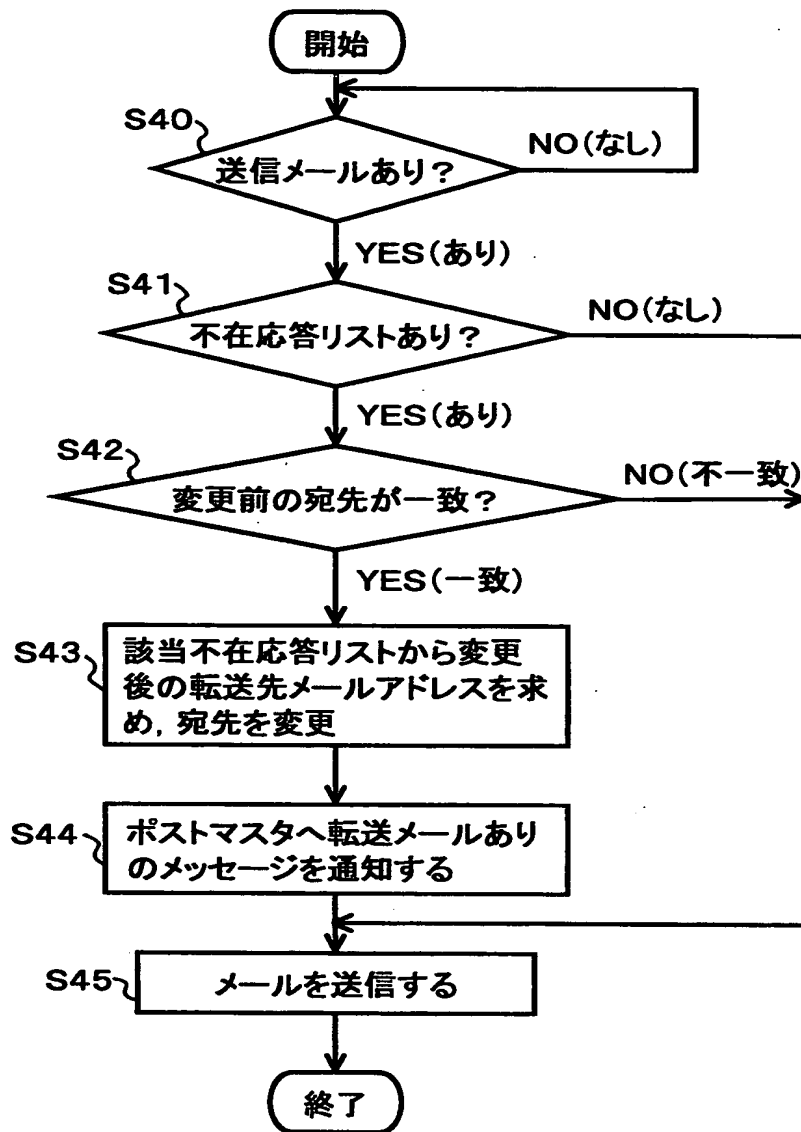 開始
S40
送信メールあり?
NO(なし)
YES(あり)
S41
不在応答リストあり?
NO(なし)
YES(あり)
S42
変更前の宛先が一致?
NO(不一致)
YES(一致)
S43
該当不在応答リストから変更
後の転送先メールアドレスを求
め,宛先を変更
S44
ポストマスタへ転送メールあり
のメッセージを通知する
S45
メールを送信する
終了